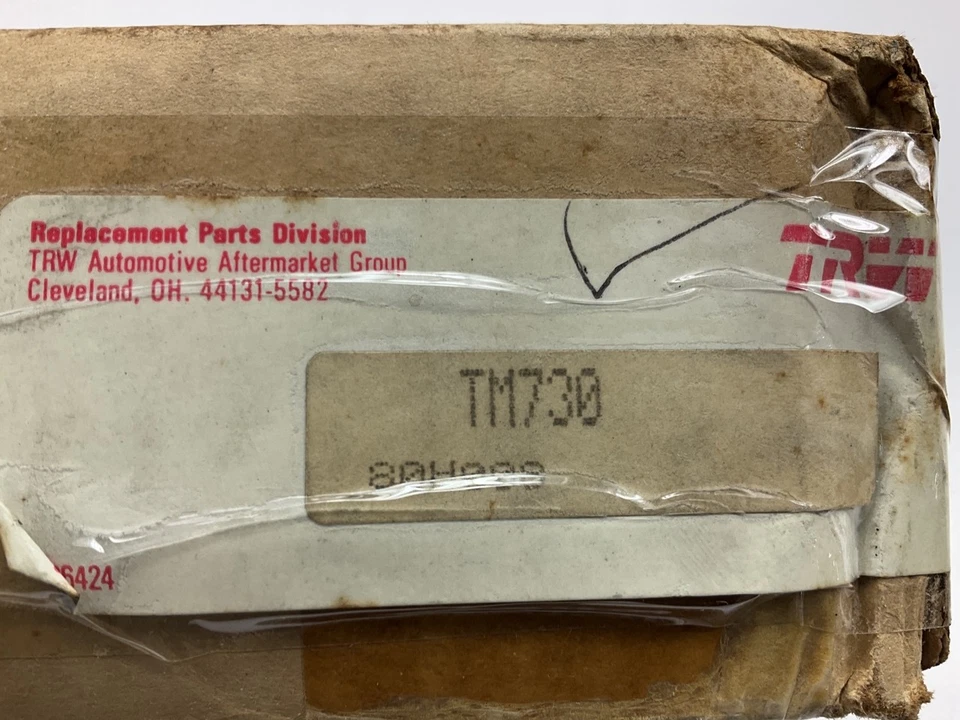 Replacement Parts Division
TRW Automotive Aftermarket Group
Cleveland, OH. 44131-5582
TRW
TM730
6424